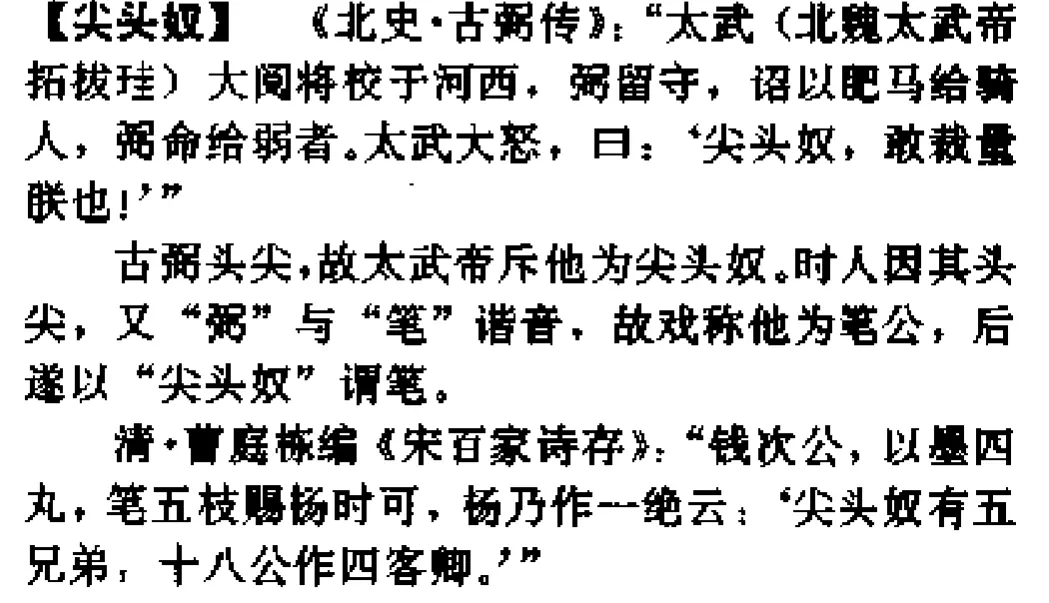 【尖头奴】 《北史·古弼传》：“太武（北魏太武帝
拓拔珪）大阅将校于河西，弼留守，诏以肥马给骑
人，弼命给弱者。太武大怒，曰：‘尖头奴，敢裁量
朕也！’”
古弼头尖，故太武帝斥他为尖头奴。时人因其头
尖，又“弼”与“笔”谐音，故戏称他为笔公，后
遂以“尖头奴”谓笔。
清·曹庭栋编《宋百家诗存》：“钱次公，以墨四
丸，笔五枝赐杨时可，杨乃作一绝云：‘尖头奴有五
兄弟，十八公作四客卿。’”